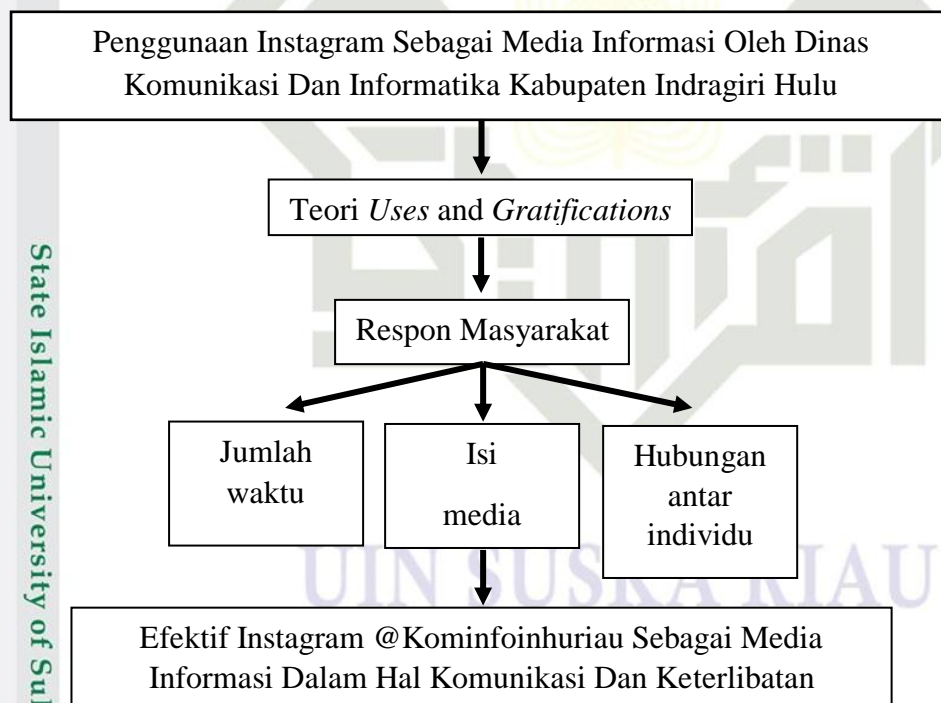 Penggunaan Instagram Sebagai Media Informasi Oleh Dinas
Komunikasi Dan Informatika Kabupaten Indragiri Hulu
Teori Uses and Gratifications
Respon Masyarakat
Jumlah
waktu
Isi
media
Hubungan
antar
individu
Efektif Instagram @Kominfoinhuriau Sebagai Media
Informasi Dalam Hal Komunikasi Dan Keterlibatan
UIN SUSKA RIAU
State Islamic University of